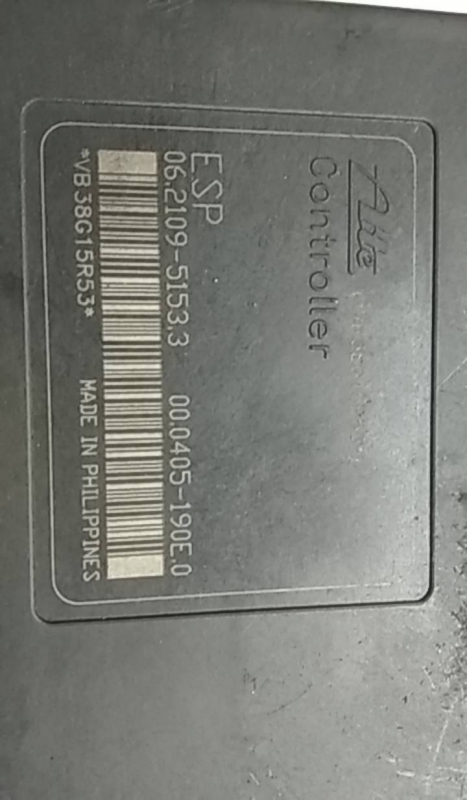 Ate
Controller
ESP
06.2109-5153.3 00.0405-190E.0
*VB38G15R53* MADE IN PHILIPPINES